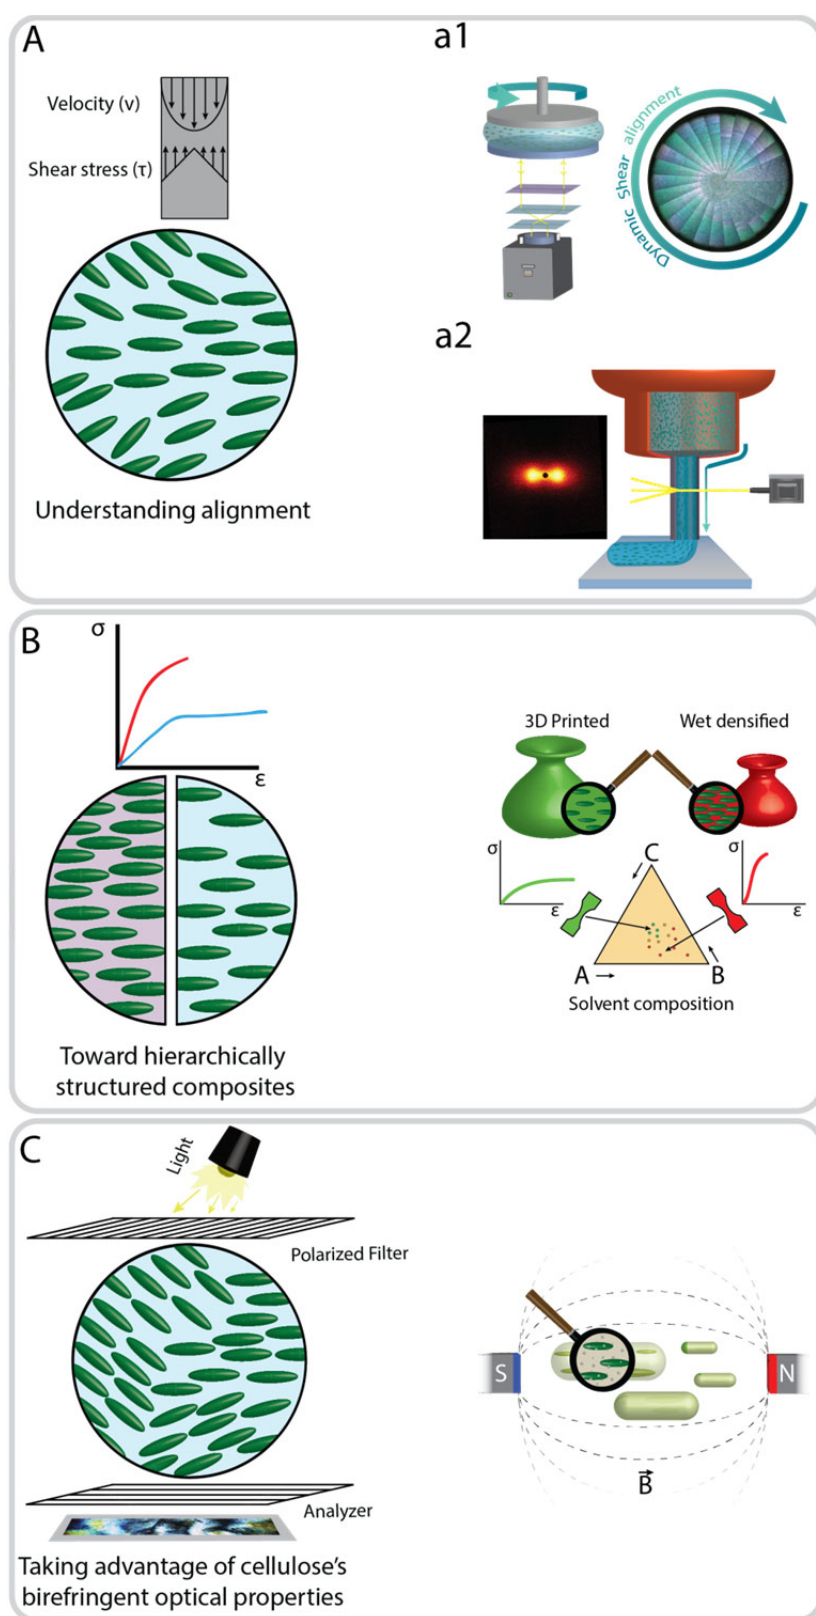 A
Velocity (v)
Shear stress (τ)
Understanding alignment
a1
Dynamic Shear alignment
a2
B
σ
ε
Toward hierarchically
structured composites
3D Printed
Wet densified
σ
ε
σ
ε
C
A
B
Solvent composition
C
Light
Polarized Filter
Analyzer
Taking advantage of cellulose's
birefringent optical properties
S
N
B